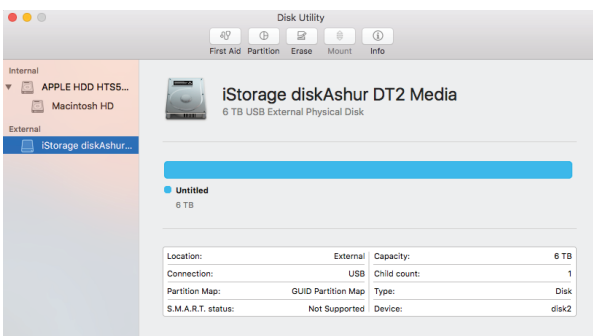 Disk Utility
First Aid Partition Erase Mount Info
Internal
APPLE HDD HTS5...
Macintosh HD
External
iStorage diskAshur...
iStorage diskAshur DT2 Media
6 TB USB External Physical Disk
Untitled
6 TB
Location: External Capacity: 6 TB
Connection: USB Child count: 1
Partition Map: GUID Partition Map Type: Disk
S.M.A.R.T. status: Not Supported Device: disk2